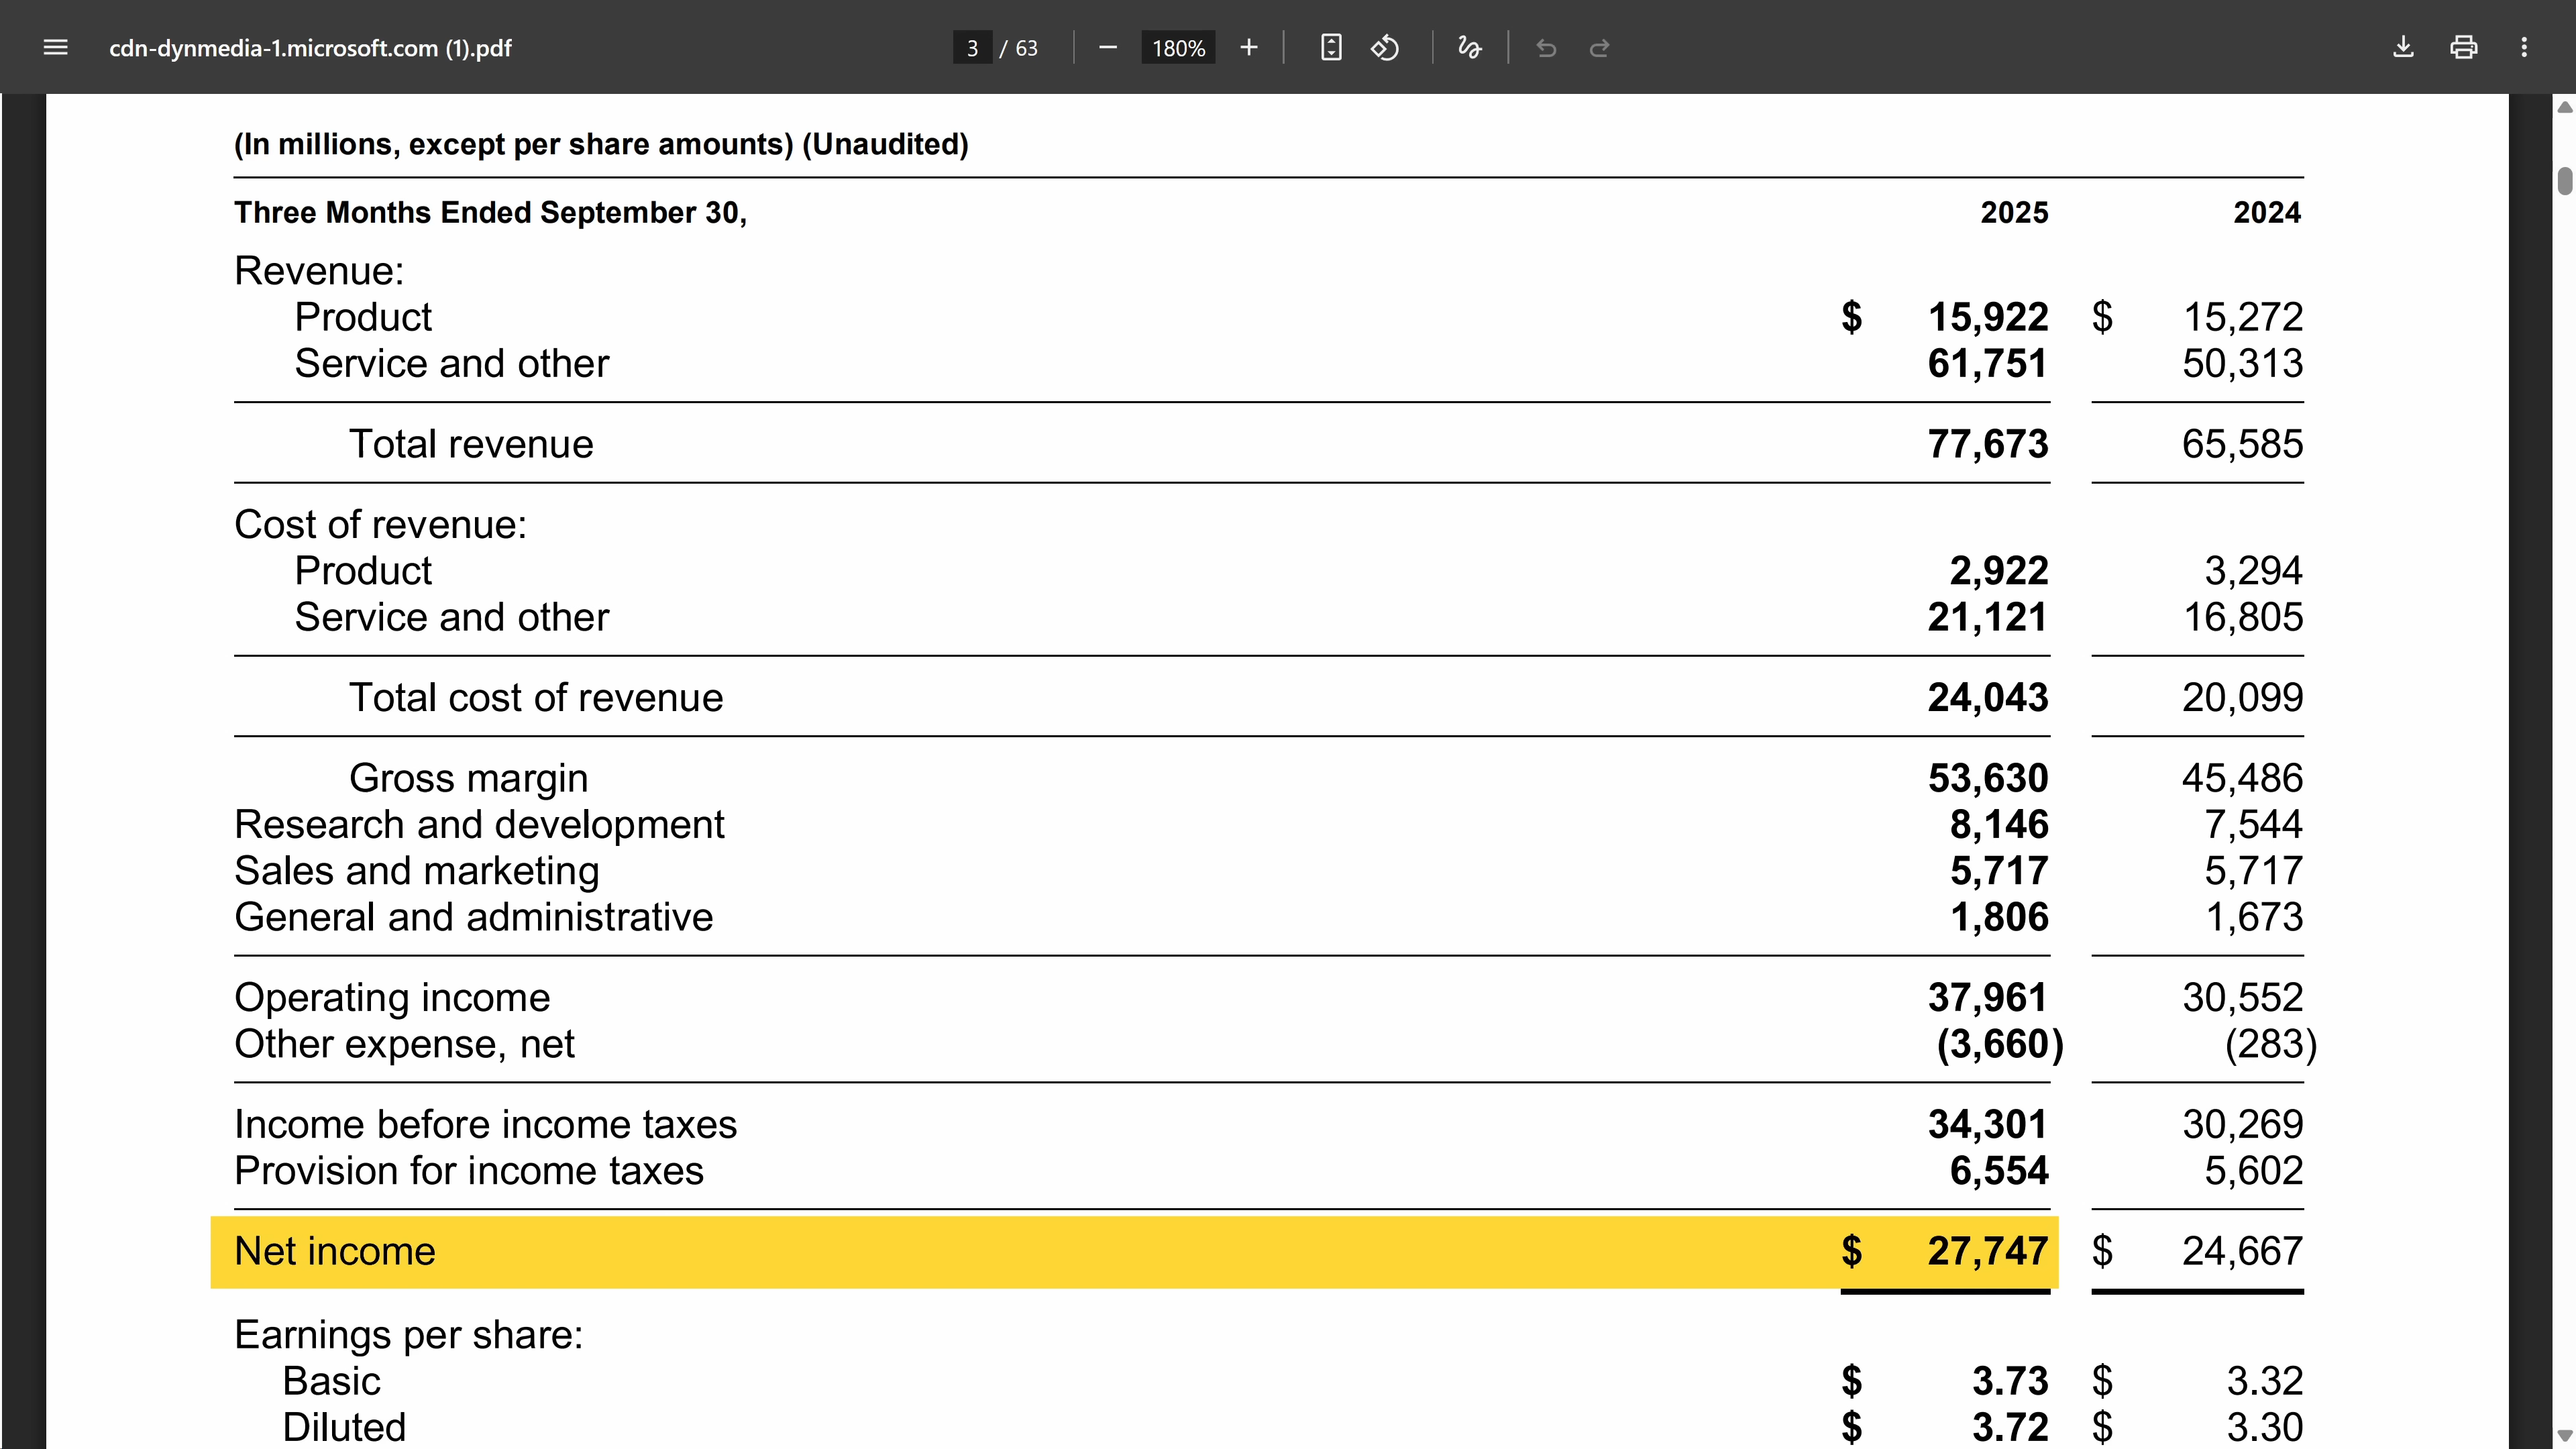 cdn-dynmedia-1.microsoft.com (1).pdf 3 / 63 180%
(In millions, except per share amounts) (Unaudited)
Three Months Ended September 30, 2025 2024
Revenue:
Product $ 15,922 $ 15,272
Service and other 61,751 50,313
Total revenue 77,673 65,585
Cost of revenue:
Product 2,922 3,294
Service and other 21,121 16,805
Total cost of revenue 24,043 20,099
Gross margin 53,630 45,486
Research and development 8,146 7,544
Sales and marketing 5,717 5,717
General and administrative 1,806 1,673
Operating income 37,961 30,552
Other expense, net (3,660) (283)
Income before income taxes 34,301 30,269
Provision for income taxes 6,554 5,602
Net income $ 27,747 $ 24,667
Earnings per share:
Basic $ 3.73 $ 3.32
Diluted $ 3.72 $ 3.30